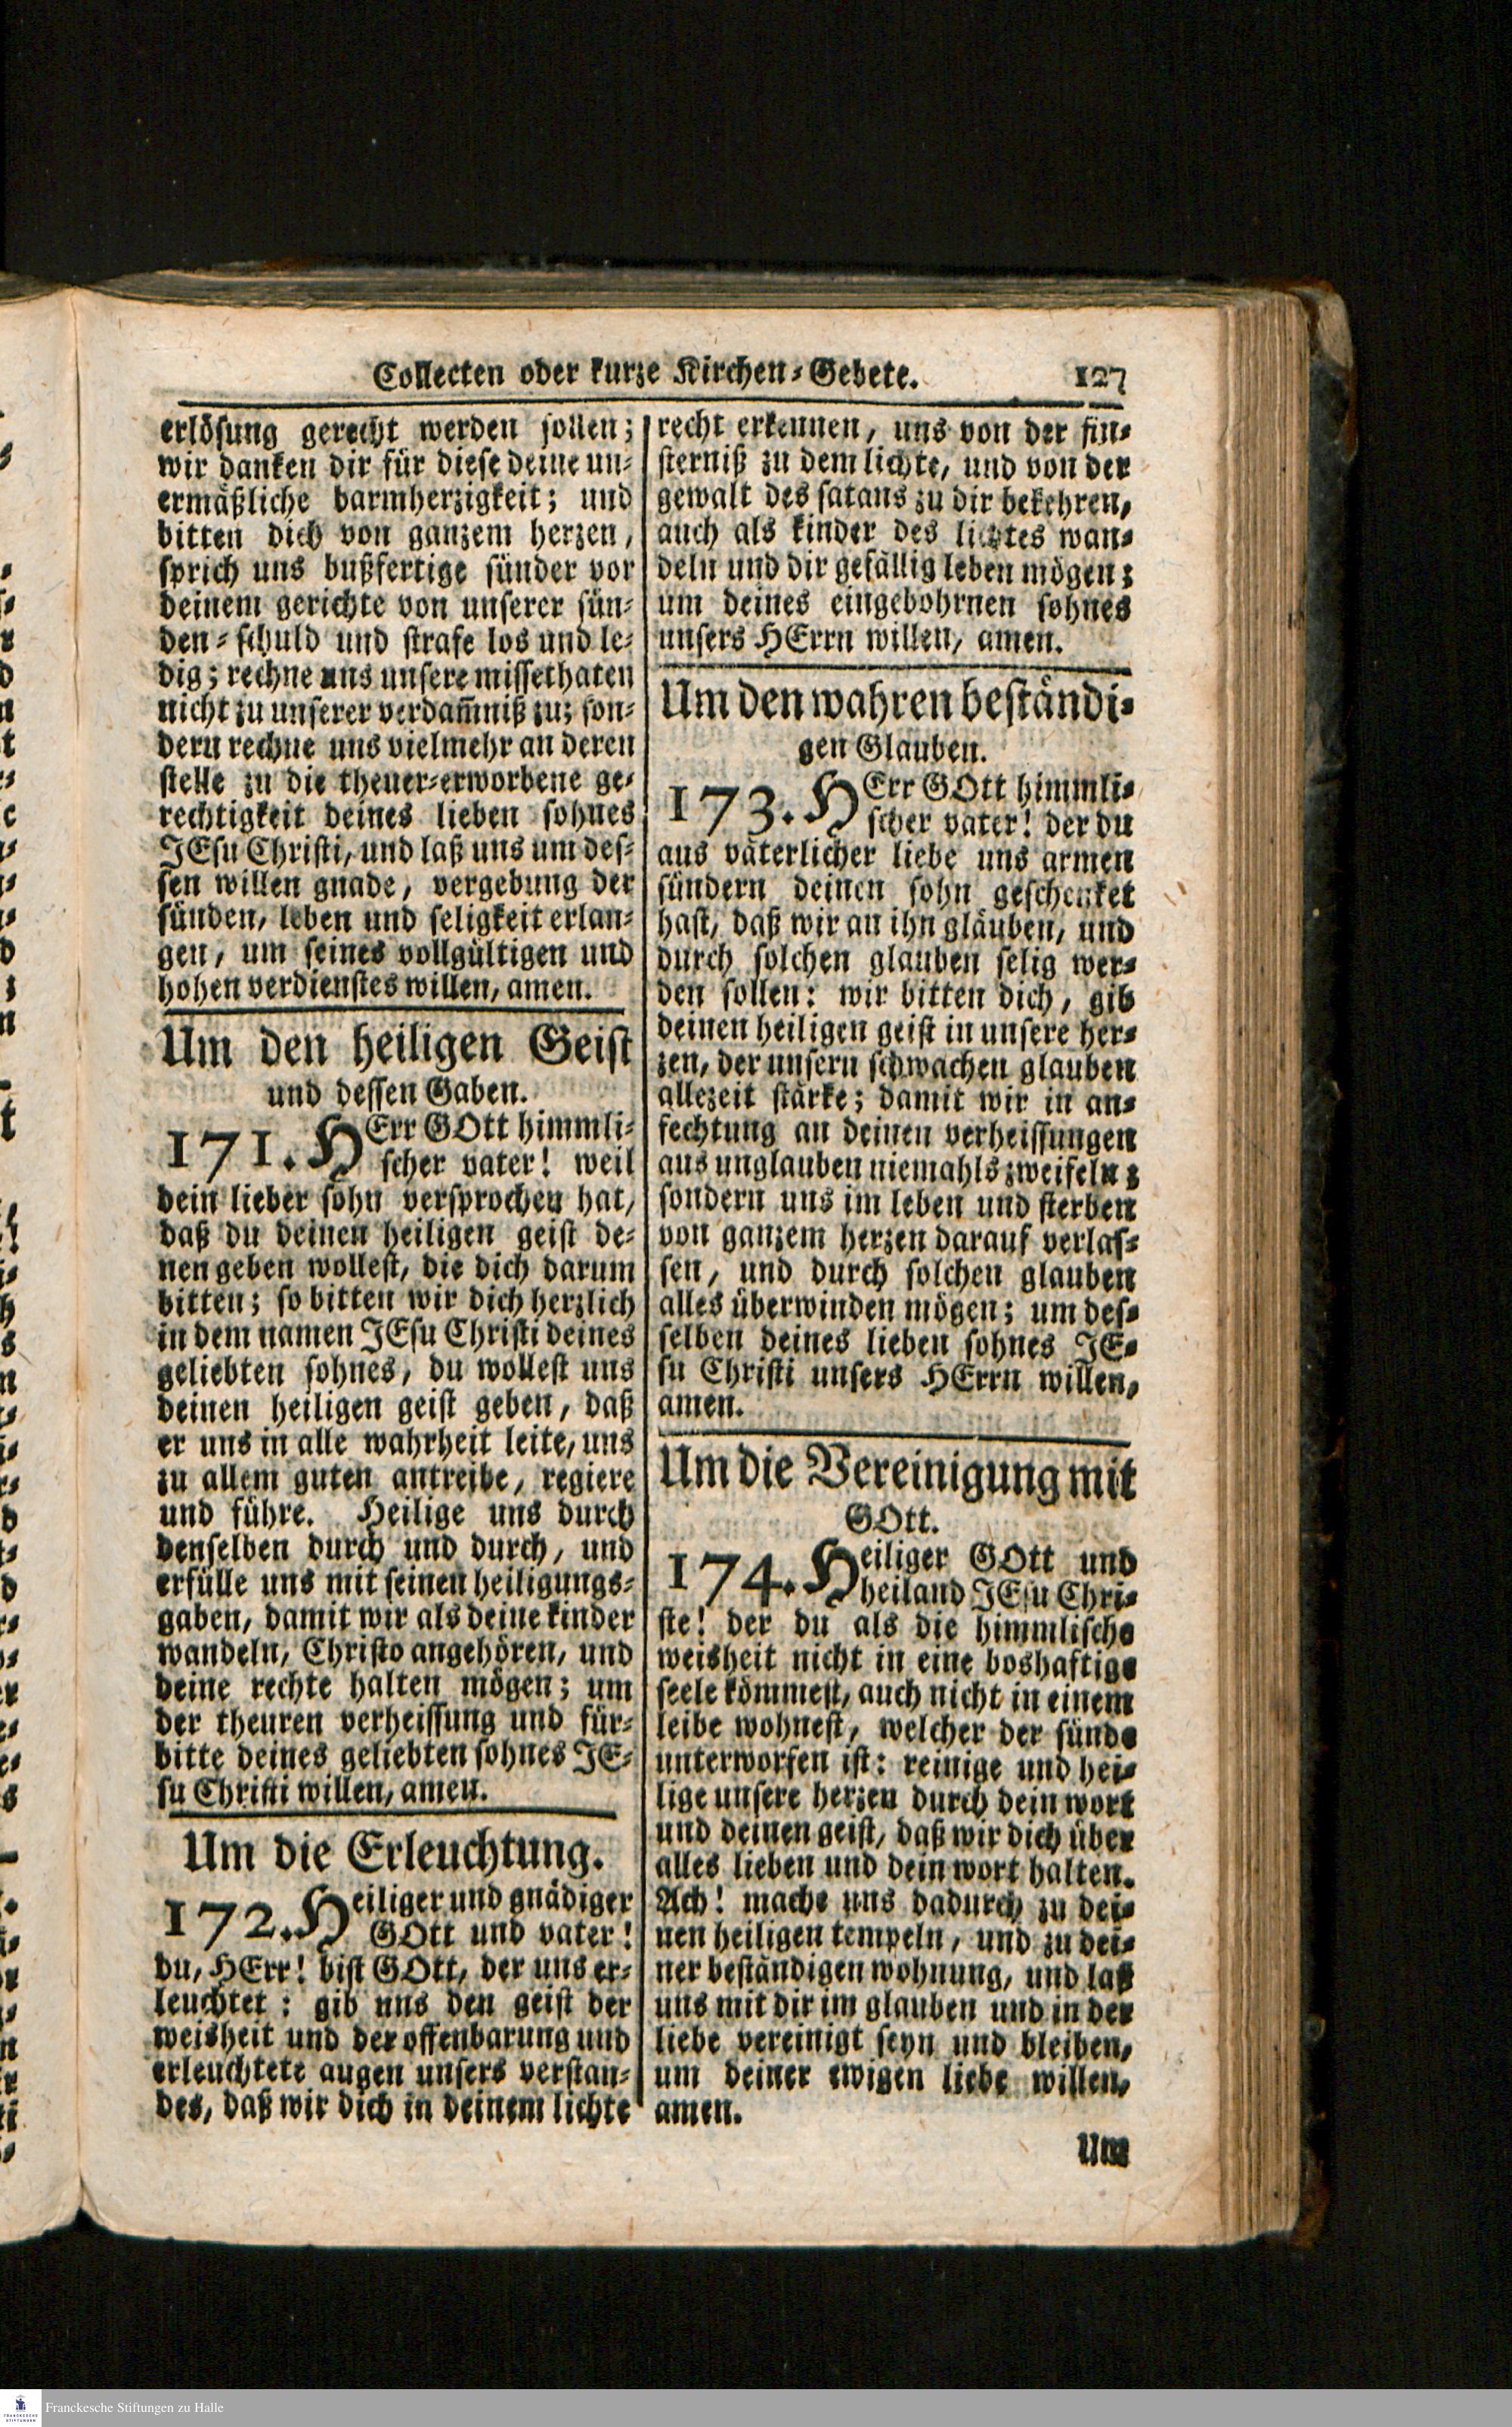 Collecten oder kurze Kirchen-Gebete. 127
erlösung gerecht werden sollen;
wir danken dir für diese deine un-
ermäßliche barmherzigkeit; und
bitten dich von ganzem herzen,
sprich uns bußfertige sünder vor
deinem gerichte von unserer sün-
den-schuld und strafe los und le-
dig; rechne uns unsere missethaten
nicht zu unserer verdam̄niß zu; son-
dern rechne uns vielmehr an deren
stelle zu die theuer-erworbene ge-
rechtigkeit deines lieben sohnes
JEsu Christi, und laß uns um des-
sen willen gnade, vergebung der
sünden, leben und seligkeit erlan-
gen, um seines vollgültigen und
hohen verdienstes willen, amen.
Um den heiligen Geist
und dessen Gaben.
171. HErr GOtt himmli-
scher vater! weil
dein lieber sohn versprochen hat,
daß du deinen heiligen geist de-
nen geben wollest, die dich darum
bitten; so bitten wir dich herzlich
in dem namen JEsu Christi deines
geliebten sohnes, du wollest uns
deinen heiligen geist geben, daß
er uns in alle wahrheit leite, uns
zu allem guten antreibe, regiere
und führe. Heilige uns durch
denselben durch und durch, und
erfülle uns mit seinen heiligungs-
gaben, damit wir als deine kinder
wandeln, Christo angehören, und
deine rechte halten mögen; um
der theuren verheissung und für-
bitte deines geliebten sohnes JE-
su Christi willen, amen.
Um die Erleuchtung.
172. Heiliger und gnädiger
GOtt und vater!
du, HErr! bist GOtt, der uns er-
leuchtet: gib uns den geist der
weisheit und der offenbarung und
erleuchtete augen unsers verstan-
des, daß wir dich in deinem lichte
recht erkennen, uns von der fin-
sterniß zu dem lichte, und von der
gewalt des satans zu dir bekehren,
auch als kinder des lichtes wan-
deln und dir gefällig leben mögen;
um deines eingebohrnen sohnes
unsers HErrn willen, amen.
Um den wahren beständi-
gen Glauben.
173. HErr GOtt himmli-
scher vater! der du
aus väterlicher liebe uns armen
sündern deinen sohn geschenket
hast, daß wir an ihn gläuben, und
durch solchen glauben selig wer-
den sollen: wir bitten dich, gib
deinen heiligen geist in unsere her-
zen, der unsern schwachen glauben
allezeit stärke; damit wir in an-
fechtung an deinen verheissungen
aus unglauben niemahls zweifeln;
sondern uns im leben und sterben
von ganzem herzen darauf verlas-
sen, und durch solchen glauben
alles überwinden mögen; um des-
selben deines lieben sohnes JE-
su Christi unsers HErrn willen,
amen.
Um die Vereinigung mit
GOtt.
174. Heiliger GOtt und
heiland JEsu Chri-
ste! der du als die himmlische
weisheit nicht in eine boshaftige
seele kömmest, auch nicht in einem
leibe wohnest, welcher der sünde
unterworfen ist: reinige und hei-
lige unsere herzen durch dein wort
und deinen geist, daß wir dich über
alles lieben und dein wort halten.
Ach! mache uns dadurch zu dei-
nen heiligen tempeln, und zu dei-
ner beständigen wohnung, und laß
uns mit dir im glauben und in der
liebe vereinigt seyn und bleiben,
um deiner ewigen liebe willen,
amen.
Um
Franckesche Stiftungen zu Halle